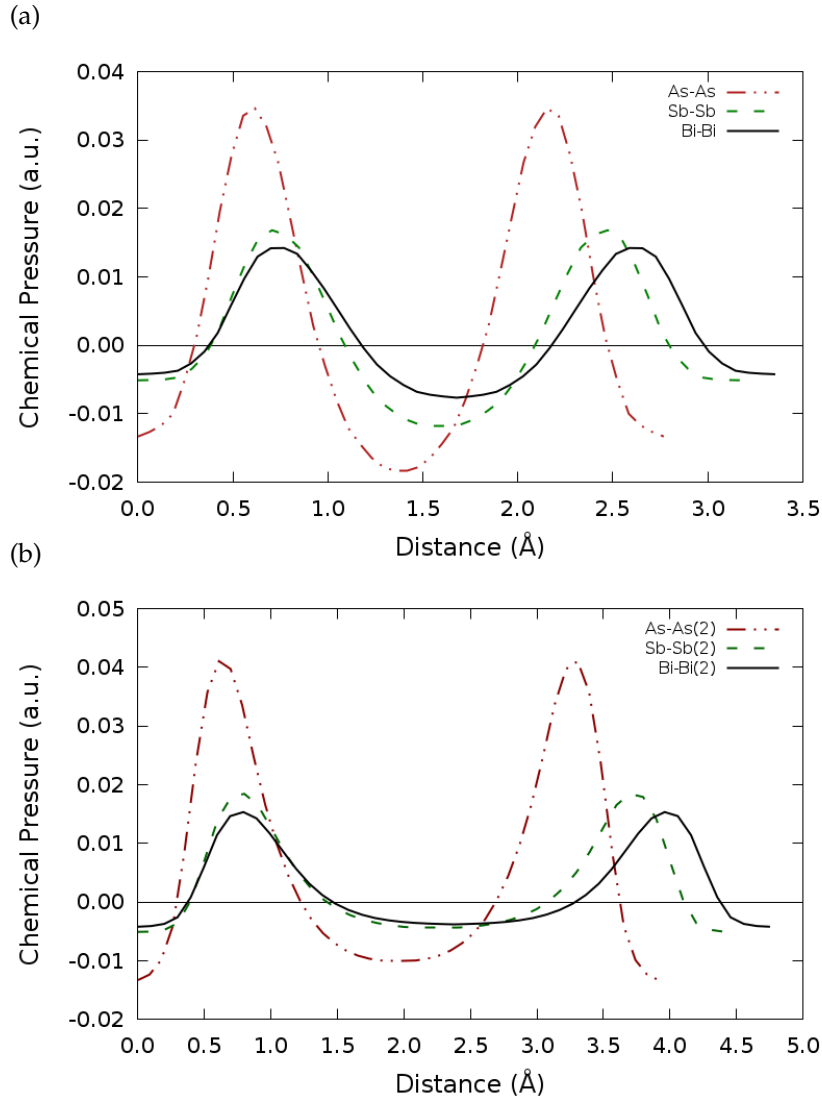 (a)
0.04
0.03
0.02
0.01
0.00
-0.01
-0.02
Chemical Pressure (a.u.)
As-As
Sb-Sb
Bi-Bi
0.0 0.5 1.0 1.5 2.0 2.5 3.0 3.5
Distance (Å)
(b)
0.05
0.04
0.03
0.02
0.01
0.00
-0.01
-0.02
Chemical Pressure (a.u.)
As-As(2)
Sb-Sb(2)
Bi-Bi(2)
0.0 0.5 1.0 1.5 2.0 2.5 3.0 3.5 4.0 4.5 5.0
Distance (Å)